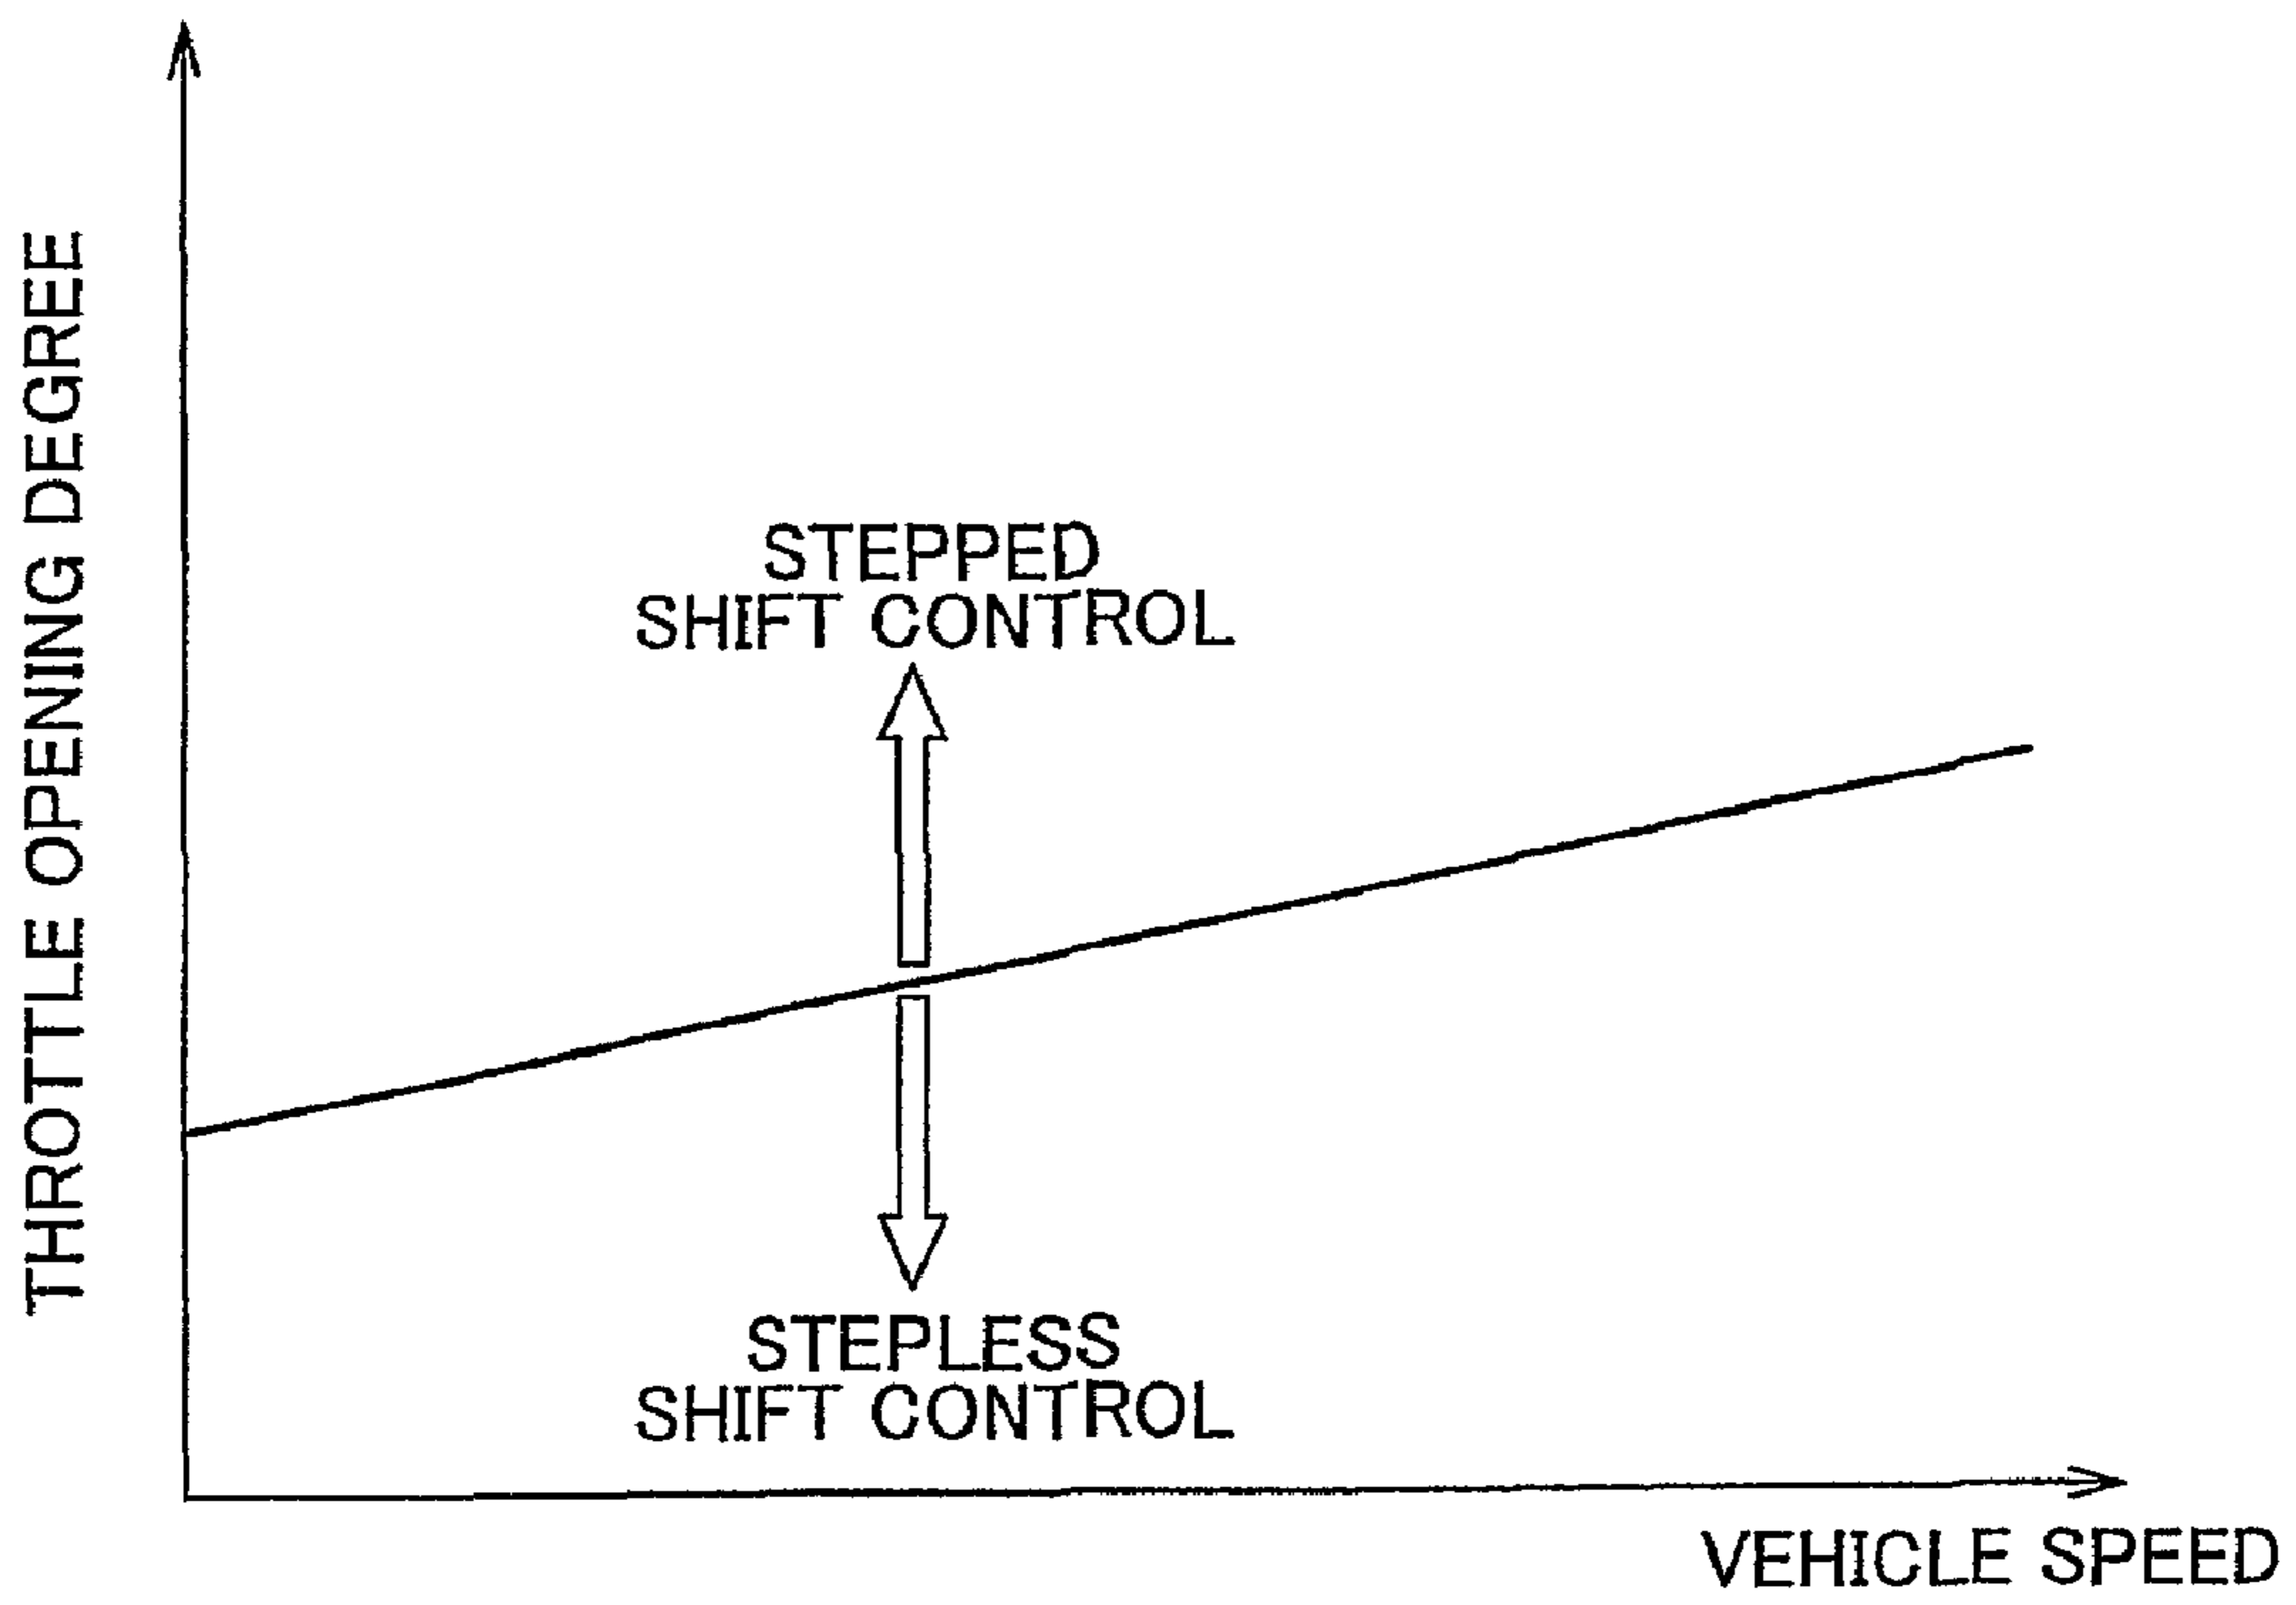 THROTTLE OPENING DEGREE
STEPPED
SHIFT CONTROL
STEPLESS
SHIFT CONTROL
VEHICLE SPEED